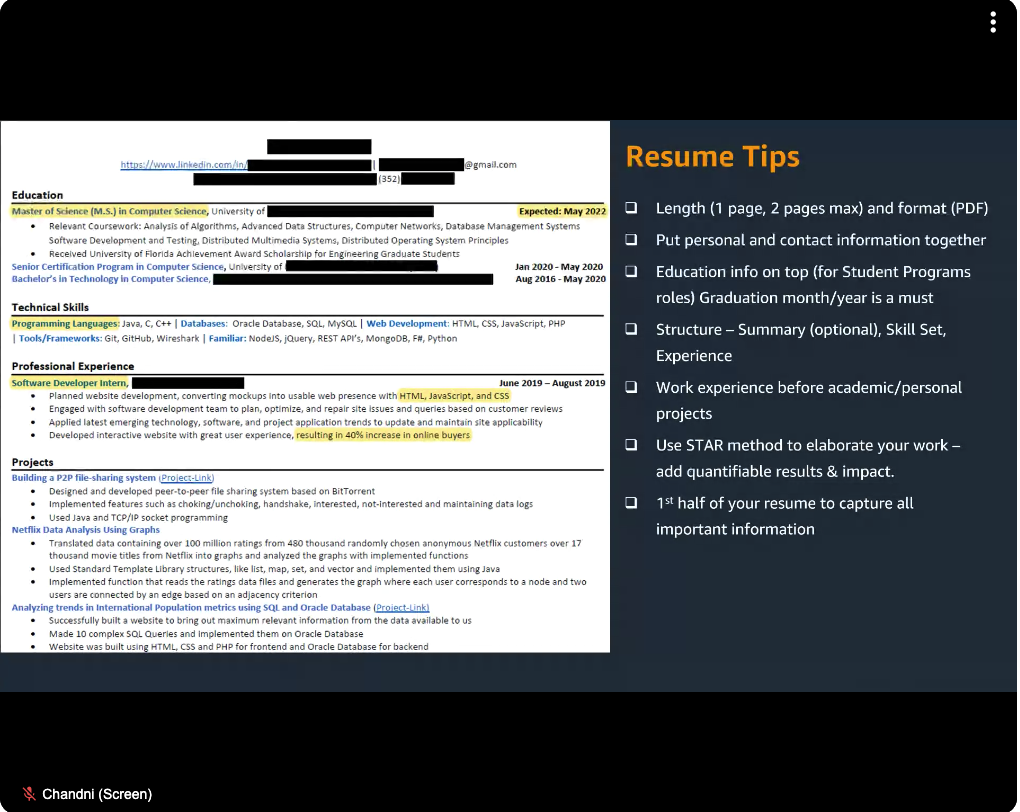 https://www.linkedin.com/in/ | @gmail.com
(352)
Education
Master of Science (M.S.) in Computer Science, University of Expected: May 2022
• Relevant Coursework: Analysis of Algorithms, Advanced Data Structures, Computer Networks, Database Management Systems
Software Development and Testing, Distributed Multimedia Systems, Distributed Operating System Principles
• Received University of Florida Achievement Award Scholarship for Engineering Graduate Students
Senior Certification Program in Computer Science, University of Jan 2020 - May 2020
Bachelor's in Technology in Computer Science, Aug 2016 - May 2020
Technical Skills
Programming Languages: Java, C, C++ | Databases: Oracle Database, SQL, MySQL | Web Development: HTML, CSS, JavaScript, PHP
| Tools/Frameworks: Git, GitHub, Wireshark | Familiar: NodeJS, jQuery, REST API's, MongoDB, F#, Python
Professional Experience
Software Developer Intern, June 2019 – August 2019
• Planned website development, converting mockups into usable web presence with HTML, JavaScript, and CSS
• Engaged with software development team to plan, optimize, and repair site issues and queries based on customer reviews
• Applied latest emerging technology, software, and project application trends to update and maintain site applicability
• Developed interactive website with great user experience, resulting in 40% increase in online buyers
Projects
Building a P2P file-sharing system (Project-Link)
• Designed and developed peer-to-peer file sharing system based on BitTorrent
• Implemented features such as choking/unchoking, handshake, interested, not-interested and maintaining data logs
• Used Java and TCP/IP socket programming
Netflix Data Analysis Using Graphs
• Translated data containing over 100 million ratings from 480 thousand randomly chosen anonymous Netflix customers over 17
thousand movie titles from Netflix into graphs and analyzed the graphs with implemented functions
• Used Standard Template Library structures, like list, map, set, and vector and implemented them using Java
• Implemented function that reads the ratings data files and generates the graph where each user corresponds to a node and two
users are connected by an edge based on an adjacency criterion
Analyzing trends in International Population metrics using SQL and Oracle Database (Project-Link)
• Successfully built a website to bring out maximum relevant information from the data available to us
• Made 10 complex SQL Queries and implemented them on Oracle Database
• Website was built using HTML, CSS and PHP for frontend and Oracle Database for backend
Resume Tips
❑ Length (1 page, 2 pages max) and format (PDF)
❑ Put personal and contact information together
❑ Education info on top (for Student Programs
roles) Graduation month/year is a must
❑ Structure – Summary (optional), Skill Set,
Experience
❑ Work experience before academic/personal
projects
❑ Use STAR method to elaborate your work –
add quantifiable results & impact.
❑ 1st half of your resume to capture all
important information
Chandni (Screen)